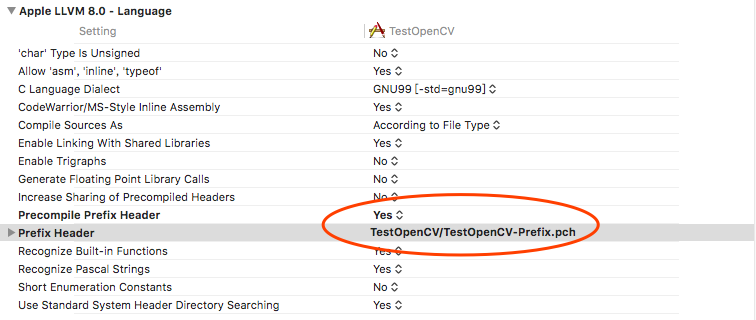 Apple LLVM 8.0 - Language
Setting TestOpenCV
'char' Type Is Unsigned No
Allow 'asm', 'inline', 'typeof' Yes
C Language Dialect GNU99 [-std=gnu99]
CodeWarrior/MS-Style Inline Assembly Yes
Compile Sources As According to File Type
Enable Linking With Shared Libraries Yes
Enable Trigraphs No
Generate Floating Point Library Calls No
Increase Sharing of Precompiled Headers No
Precompile Prefix Header Yes
Prefix Header TestOpenCV/TestOpenCV-Prefix.pch
Recognize Built-in Functions Yes
Recognize Pascal Strings Yes
Short Enumeration Constants No
Use Standard System Header Directory Searching Yes